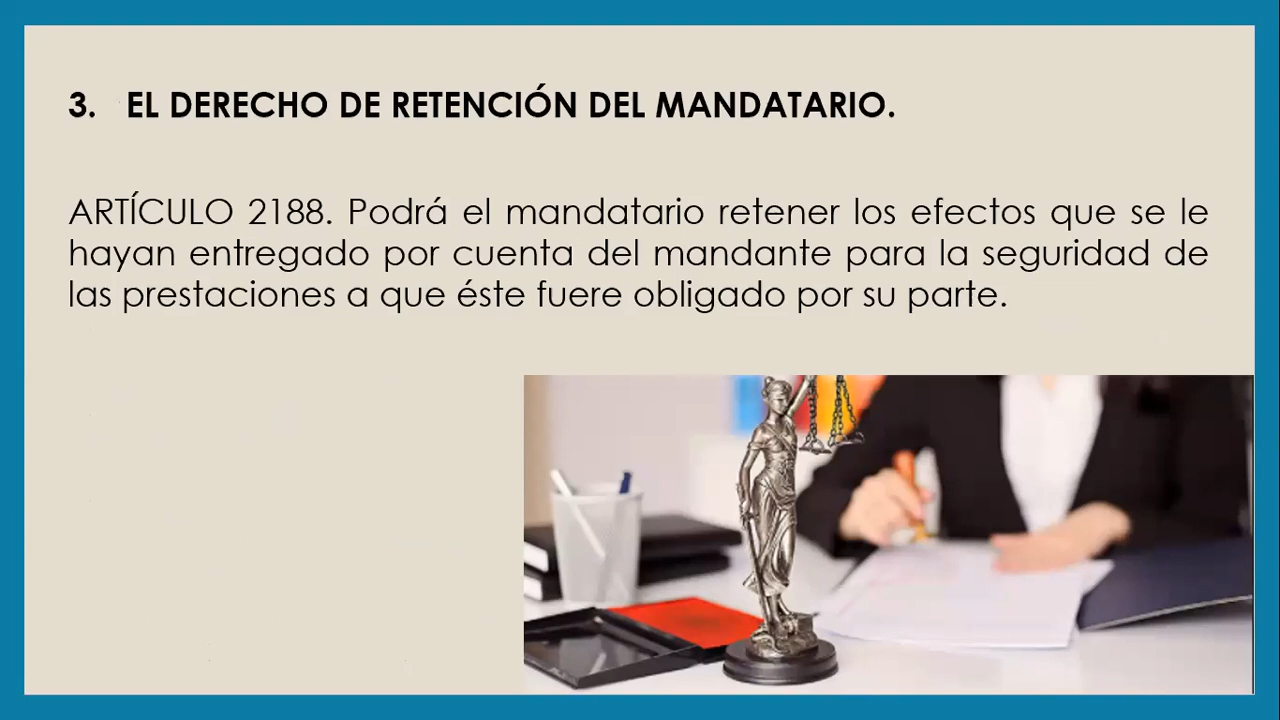 3. EL DERECHO DE RETENCIÓN DEL MANDATARIO.
ARTÍCULO 2188. Podrá el mandatario retener los efectos que se le
hayan entregado por cuenta del mandante para la seguridad de
las prestaciones a que éste fuere obligado por su parte.